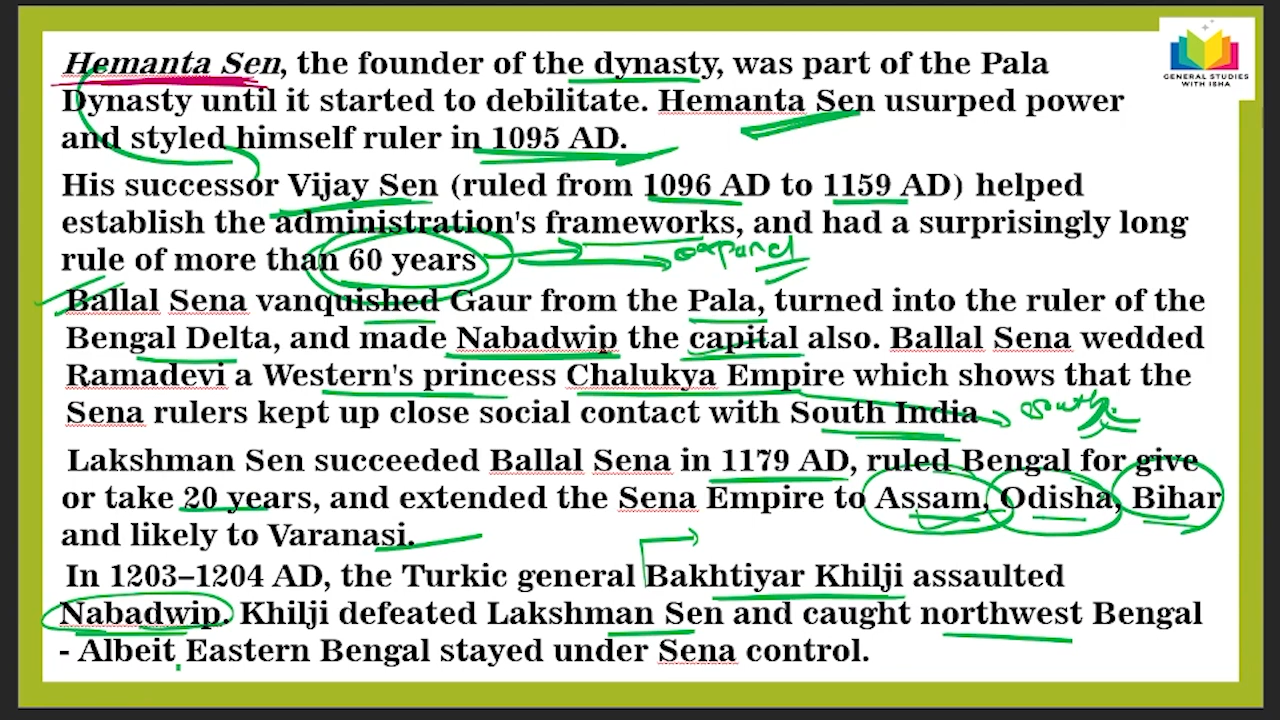 Hemanta Sen, the founder of the dynasty, was part of the Pala
Dynasty until it started to debilitate. Hemanta Sen usurped power
and styled himself ruler in 1095 AD.
His successor Vijay Sen (ruled from 1096 AD to 1159 AD) helped
establish the administration's frameworks, and had a surprisingly long
rule of more than 60 years
expand
Ballal Sena vanquished Gaur from the Pala, turned into the ruler of the
Bengal Delta, and made Nabadwip the capital also. Ballal Sena wedded
Ramadevi a Western's princess Chalukya Empire which shows that the
Sena rulers kept up close social contact with South India
South
Lakshman Sen succeeded Ballal Sena in 1179 AD, ruled Bengal for give
or take 20 years, and extended the Sena Empire to Assam, Odisha, Bihar
and likely to Varanasi.
In 1203–1204 AD, the Turkic general Bakhtiyar Khilji assaulted
Nabadwip. Khilji defeated Lakshman Sen and caught northwest Bengal
- Albeit Eastern Bengal stayed under Sena control.
GENERAL STUDIES
WITH ISHA